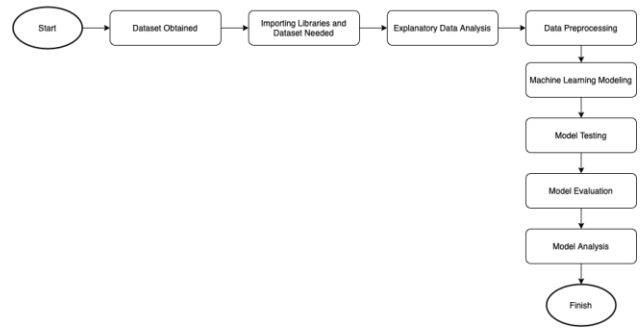 Start
Dataset Obtained
Importing Libraries and
Dataset Needed
Explanatory Data Analysis
Data Preprocessing
Machine Learning Modeling
Model Testing
Model Evaluation
Model Analysis
Finish